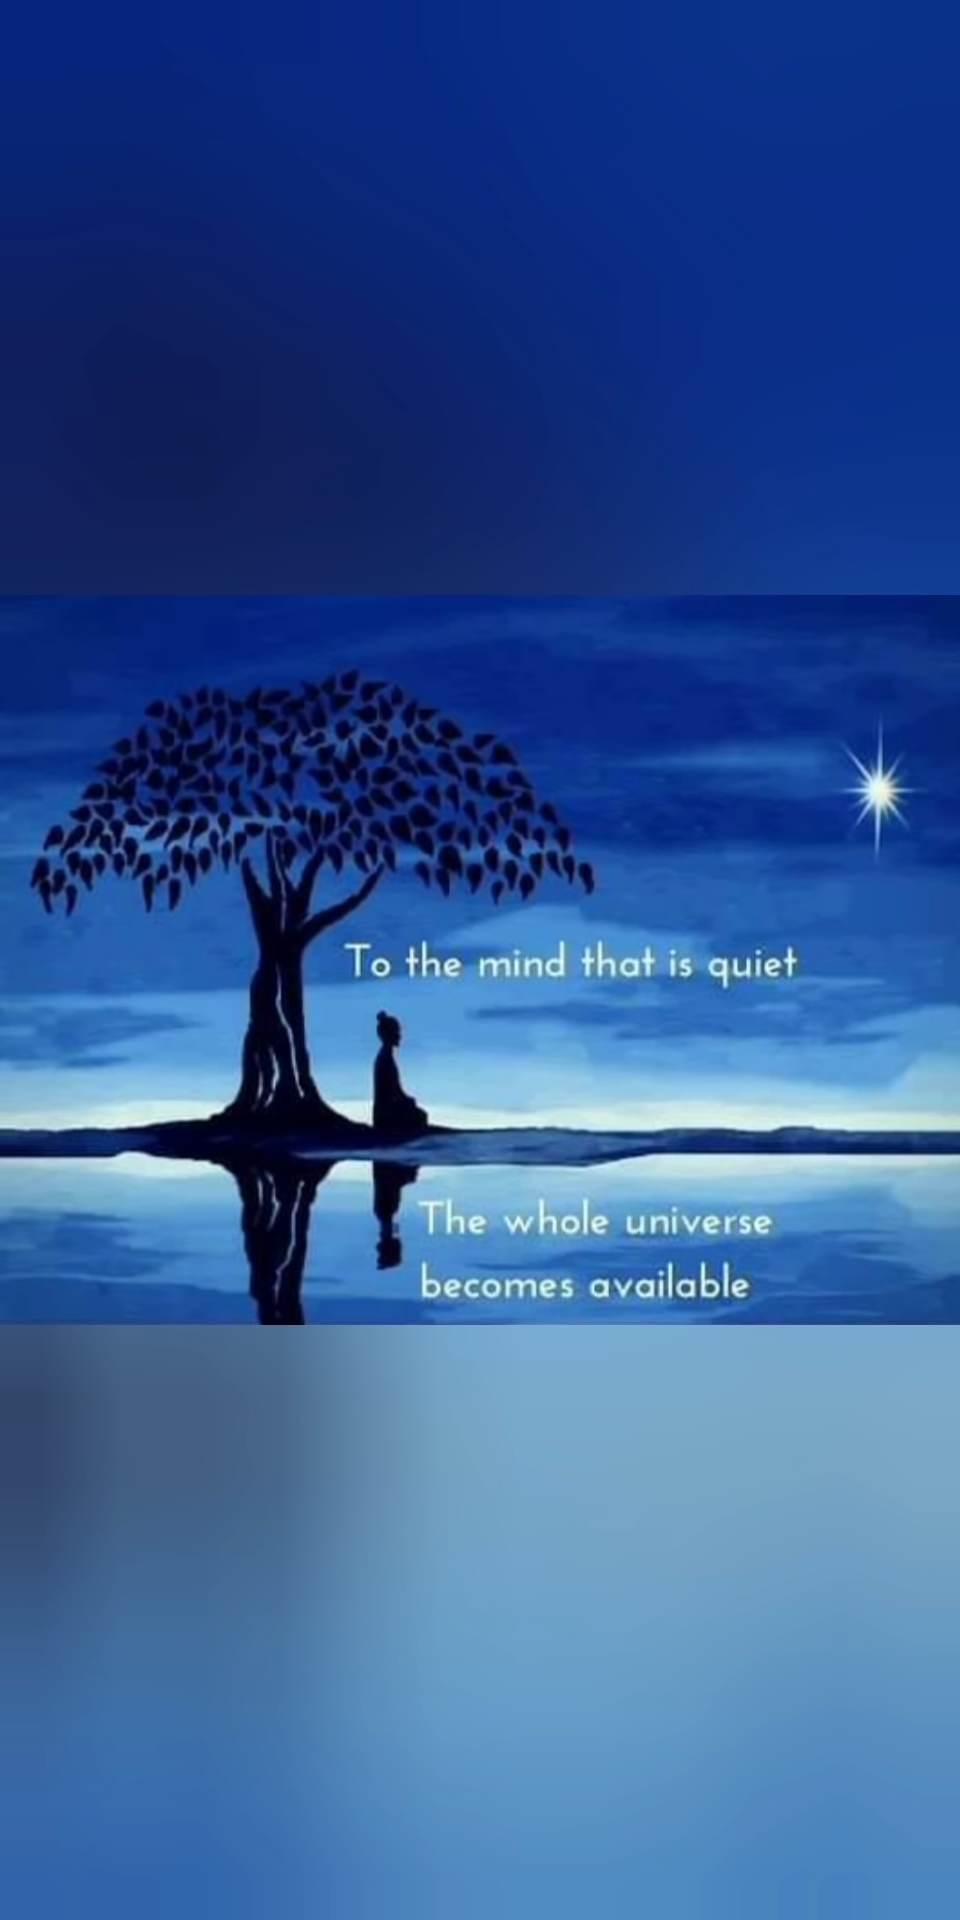 To the mind that is quiet
The whole universe
becomes available